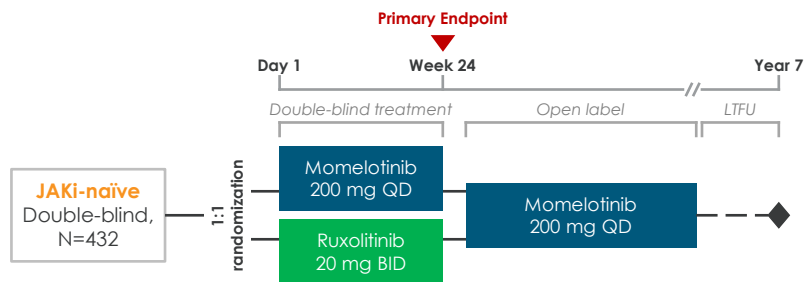 Primary Endpoint
Day 1
Week 24
Year 7
Double-blind treatment
Open label
LTFU
JAKi-naïve
Double-blind,
N=432
1:1
randomization
Momelotinib
200 mg QD
Ruxolitinib
20 mg BID
Momelotinib
200 mg QD